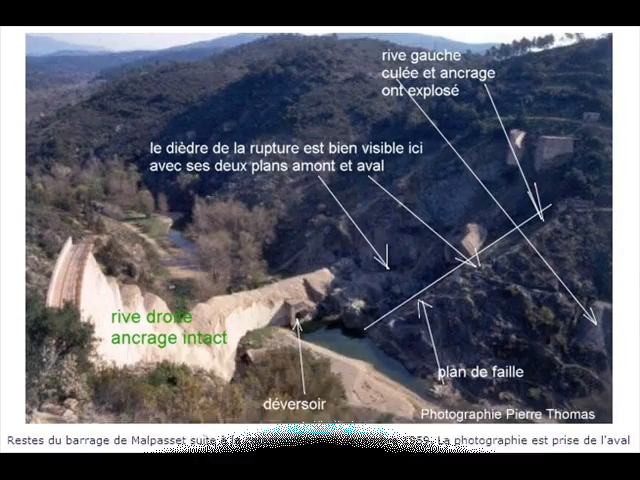 rive gauche
culée et ancrage
ont explosé
le dièdre de la rupture est bien visible ici
avec ses deux plans amont et aval
rive droite
ancrage intact
plan de faille
déversoir
Photographie Pierre Thomas
Restes du barrage de Malpasset suite à la 1959. La photographie est prise de l'aval